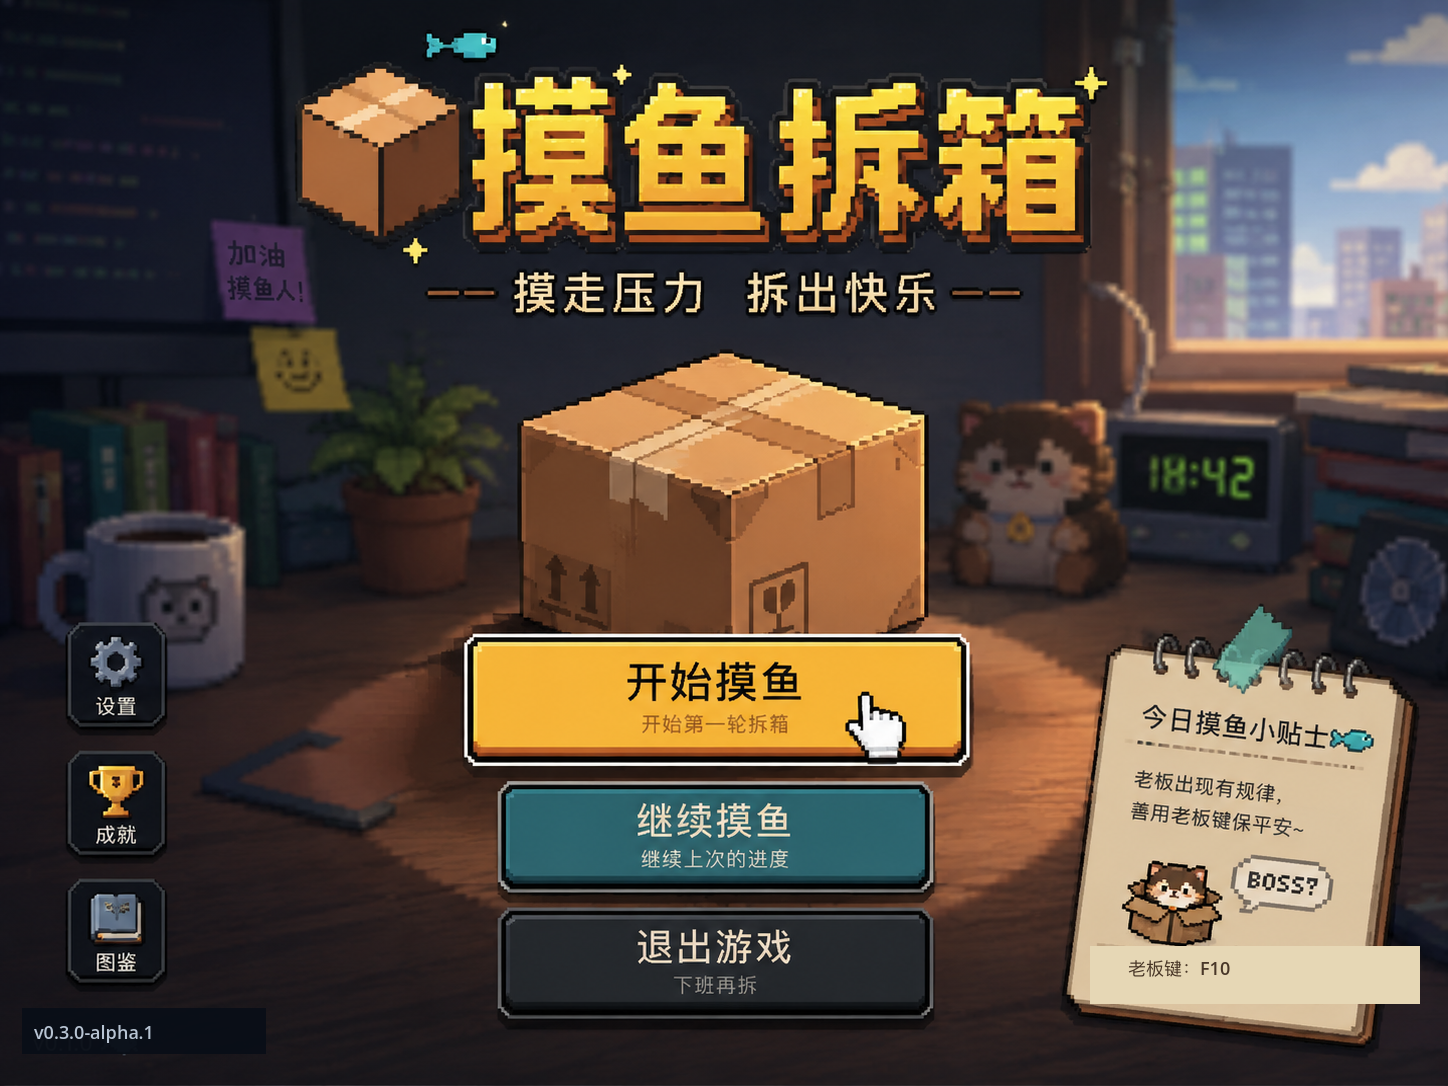 摸鱼拆箱
摸走压力 拆出快乐
加油
摸鱼人!
18:42
开始摸鱼
开始第一轮拆箱
继续摸鱼
继续上次的进度
退出游戏
下班再拆
设置
成就
图鉴
v0.3.0-alpha.1
今日摸鱼小贴士
老板出现有规律,
善用老板键保平安~
BOSS?
老板键: F10